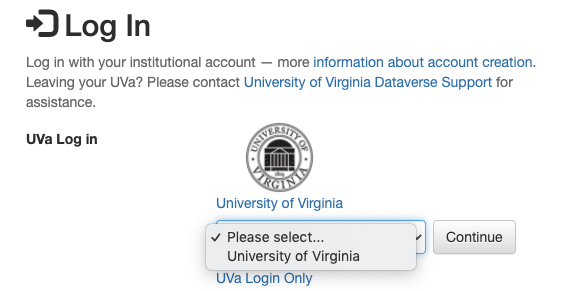 Log In
Log in with your institutional account — more information about account creation.
Leaving your UVa? Please contact University of Virginia Dataverse Support for
assistance.
UVa Log in
UNIVERSITY OF VIRGINIA
1819
University of Virginia
✓ Please select...
University of Virginia
Continue
UVa Login Only